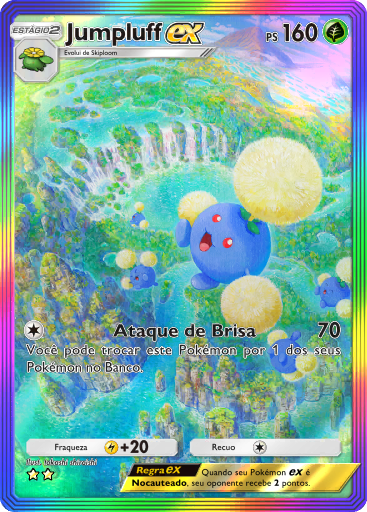 ESTÁGIO 2
Jumpluff ex
PS 160
Evolui de Skiploom
Ataque de Brisa 70
Você pode trocar este Pokémon por 1 dos seus
Pokémon no Banco.
Fraqueza +20 Recuo
Regra ex Quando seu Pokémon ex é
Nocauteado, seu oponente recebe 2 pontos.